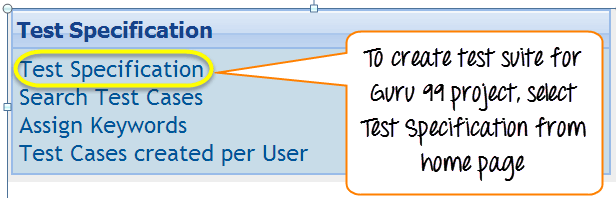 Test Specification
Test Specification
Search Test Cases
Assign Keywords
Test Cases created per User
To create test suite for
Guru 99 project, select
Test Specification from
home page